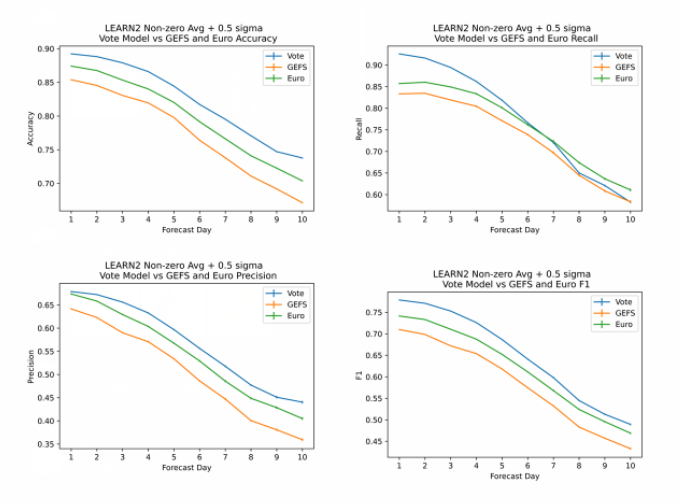 LEARN2 Non-zero Avg + 0.5 sigma
Vote Model vs GEFS and Euro Accuracy
0.90
0.85
0.80
0.75
0.70
Accuracy
Vote
GEFS
Euro
1 2 3 4 5 6 7 8 9 10
Forecast Day
LEARN2 Non-zero Avg + 0.5 sigma
Vote Model vs GEFS and Euro Recall
0.90
0.85
0.80
0.75
0.70
0.65
0.60
Recall
Vote
GEFS
Euro
1 2 3 4 5 6 7 8 9 10
Forecast Day
LEARN2 Non-zero Avg + 0.5 sigma
Vote Model vs GEFS and Euro Precision
0.65
0.60
0.55
0.50
0.45
0.40
0.35
Precision
Vote
GEFS
Euro
1 2 3 4 5 6 7 8 9 10
Forecast Day
LEARN2 Non-zero Avg + 0.5 sigma
Vote Model vs GEFS and Euro F1
0.75
0.70
0.65
0.60
0.55
0.50
0.45
F1
Vote
GEFS
Euro
1 2 3 4 5 6 7 8 9 10
Forecast Day